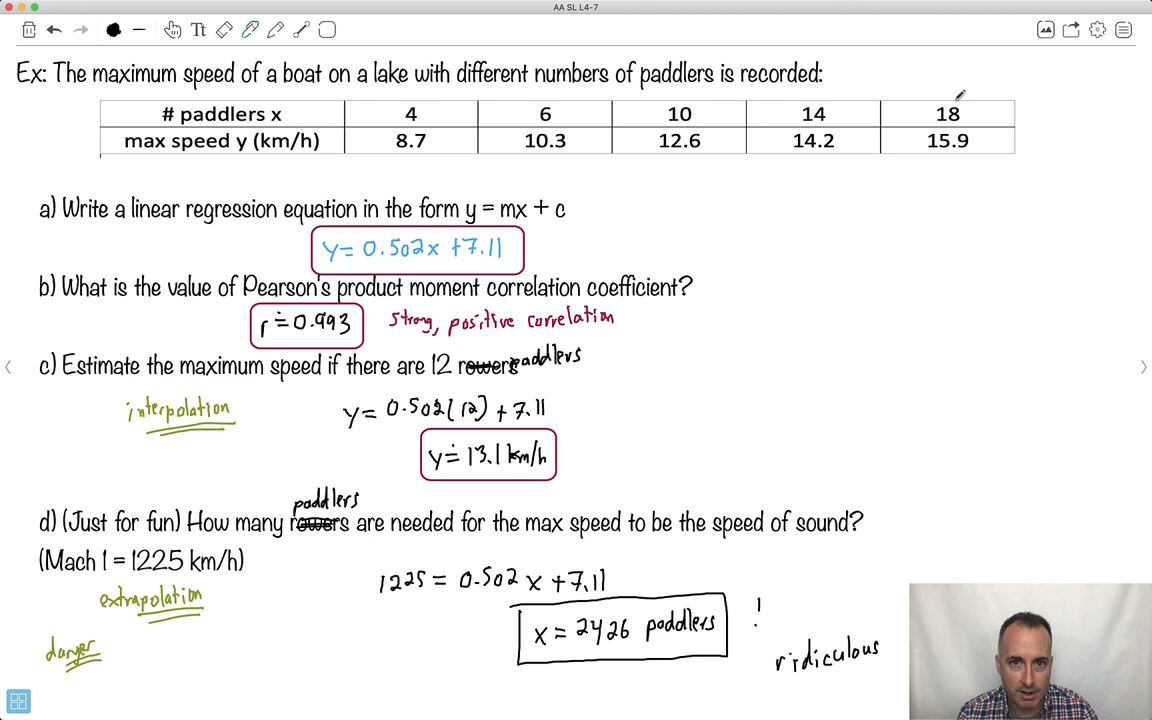 AA SL L4-7
Tt
Ex: The maximum speed of a boat on a lake with different numbers of paddlers is recorded:
# paddlers x 4 6 10 14 18
max speed y (km/h) 8.7 10.3 12.6 14.2 15.9
a) Write a linear regression equation in the form y = mx + c
y = 0.502x + 7.11
b) What is the value of Pearson's product moment correlation coefficient?
r ≐ 0.993 strong, positive correlation
c) Estimate the maximum speed if there are 12 rowers paddlers
interpolation y = 0.502(12) + 7.11
y ≐ 13.1 km/h
paddlers
d) (Just for fun) How many rowers are needed for the max speed to be the speed of sound?
(Mach 1 = 1225 km/h)
1225 = 0.502 x + 7.11
extrapolation
x = 2426 paddlers !
danger
ridiculous